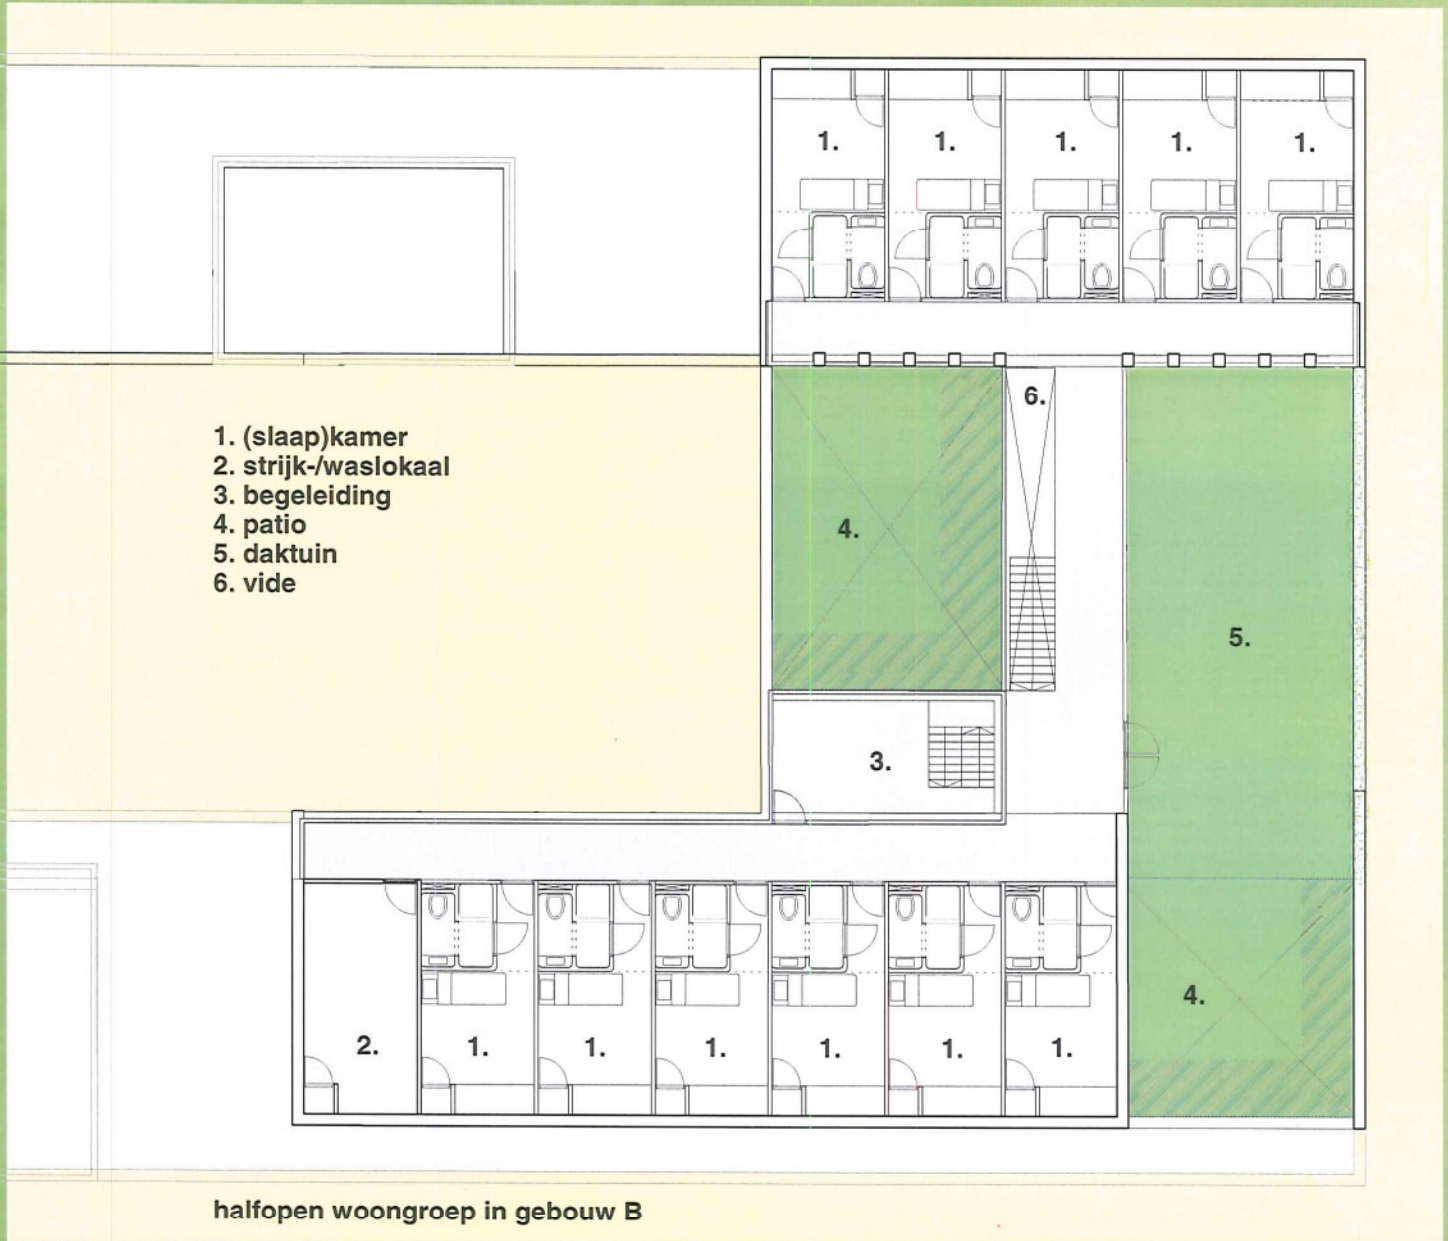 1. 1. 1. 1. 1.
6.
1. (slaap)kamer
2. strijk-/waslokaal
3. begeleiding
4. patio
5. daktuin
6. vide
4.
5.
3.
4.
2. 1. 1. 1. 1. 1. 1.
halfopen woongroep in gebouw B